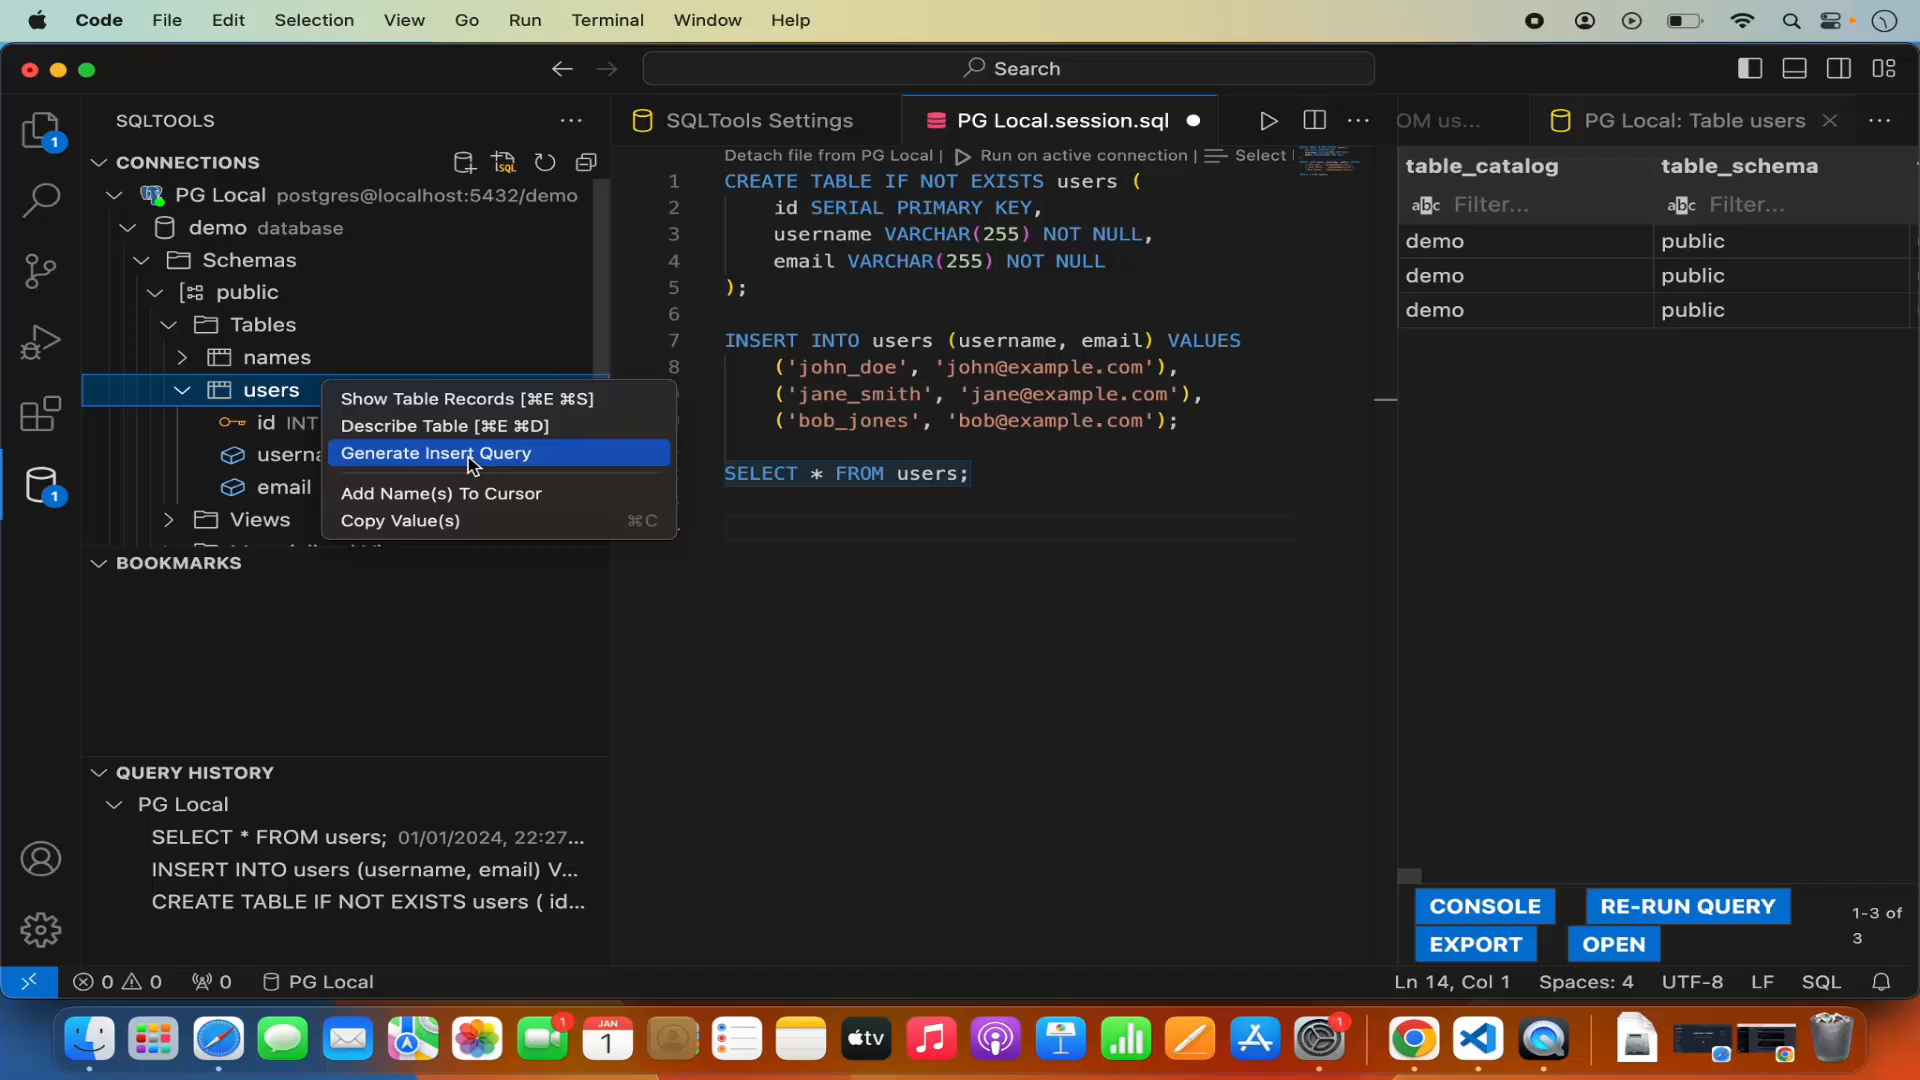 Code File Edit Selection View Go Run Terminal Window Help
Search
SQLTOOLS
CONNECTIONS
PG Local postgres@localhost:5432/demo
demo database
Schemas
public
Tables
names
users
id INT
userna
email
Views
Show Table Records [⌘E ⌘S]
Describe Table [⌘E ⌘D]
Generate Insert Query
Add Name(s) To Cursor
Copy Value(s) ⌘C
BOOKMARKS
QUERY HISTORY
PG Local
SELECT * FROM users; 01/01/2024, 22:27...
INSERT INTO users (username, email) V...
CREATE TABLE IF NOT EXISTS users ( id...
1
1
SQLTools Settings
PG Local.session.sql
Detach file from PG Local | Run on active connection | Select |
1 CREATE TABLE IF NOT EXISTS users (
2 id SERIAL PRIMARY KEY,
3 username VARCHAR(255) NOT NULL,
4 email VARCHAR(255) NOT NULL
5 );
6
7 INSERT INTO users (username, email) VALUES
8 ('john_doe', 'john@example.com'),
('jane_smith', 'jane@example.com'),
('bob_jones', 'bob@example.com');
SELECT * FROM users;
OM us...
PG Local: Table users
table_catalog table_schema
abc Filter... abc Filter...
demo public
demo public
demo public
CONSOLE RE-RUN QUERY
EXPORT OPEN
1-3 of
3
0 0 0 PG Local
Ln 14, Col 1 Spaces: 4 UTF-8 LF SQL
1
JAN
1
tv
1